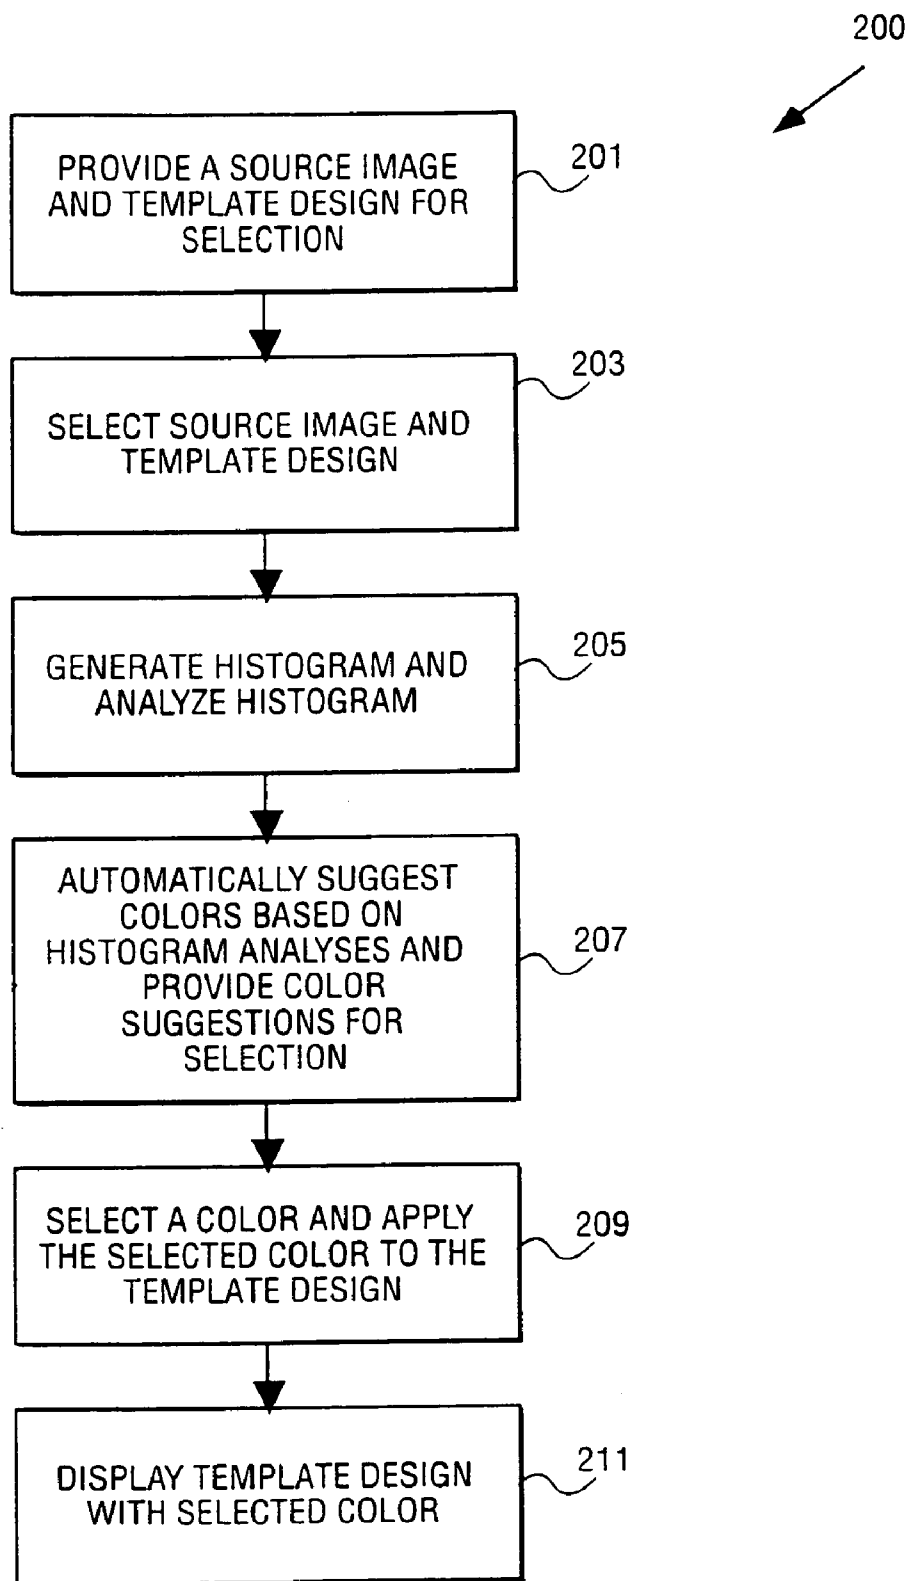 200
PROVIDE A SOURCE IMAGE
AND TEMPLATE DESIGN FOR
SELECTION
201
SELECT SOURCE IMAGE AND
TEMPLATE DESIGN
203
GENERATE HISTOGRAM AND
ANALYZE HISTOGRAM
205
AUTOMATICALLY SUGGEST
COLORS BASED ON
HISTOGRAM ANALYSES AND
PROVIDE COLOR
SUGGESTIONS FOR
SELECTION
207
SELECT A COLOR AND APPLY
THE SELECTED COLOR TO THE
TEMPLATE DESIGN
209
DISPLAY TEMPLATE DESIGN
WITH SELECTED COLOR
211